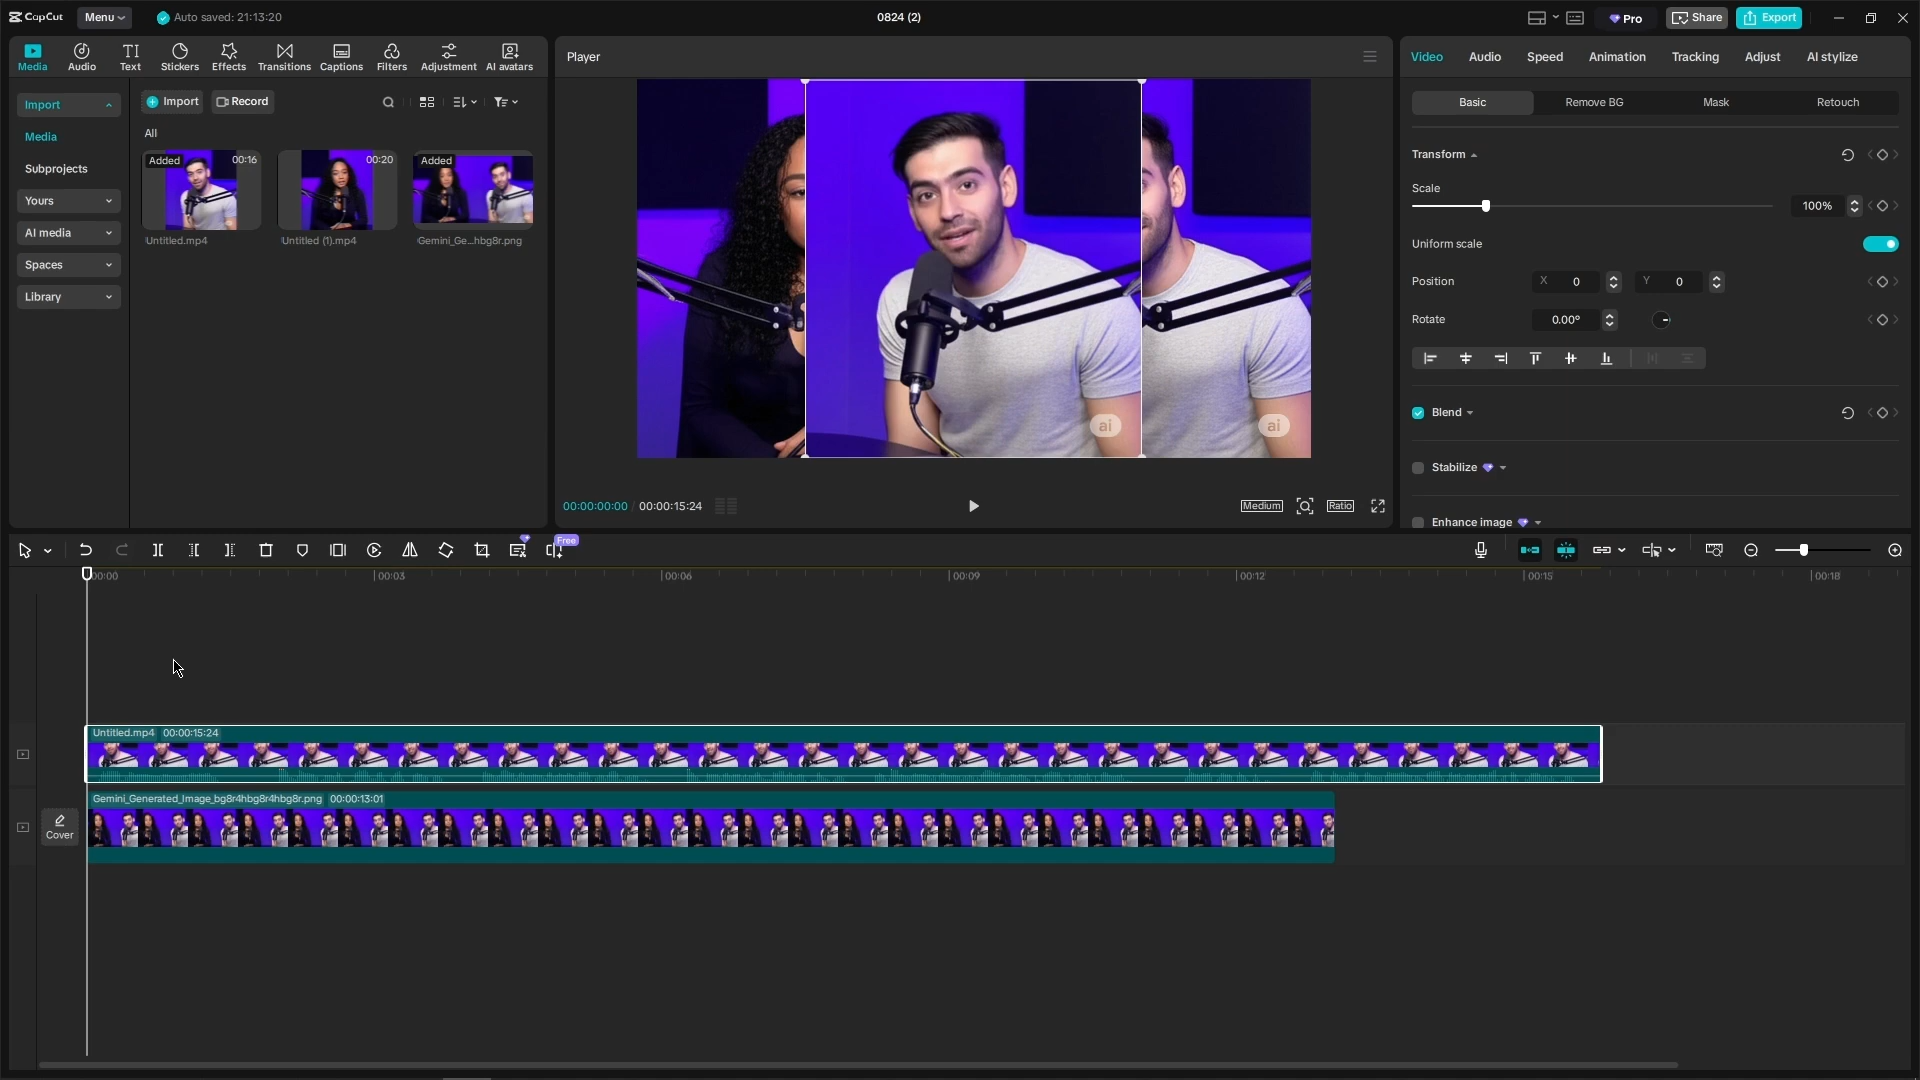 CapCut
Menu
Auto saved: 21:13:20
0824 (2)
Pro
Share
Export
Media
Audio
Text
Stickers
Effects
Transitions
Captions
Filters
Adjustment
AI avatars
Import
Media
Subprojects
Yours
AI media
Spaces
Library
Import
Record
All
Added
00:16
00:20
Added
Untitled.mp4
Untitled (1).mp4
Gemini_Ge...hbg8r.png
Player
ai
ai
00:00:00:00 / 00:00:15:24
Medium
Ratio
Video
Audio
Speed
Animation
Tracking
Adjust
AI stylize
Basic
Remove BG
Mask
Retouch
Transform
Scale
100%
Uniform scale
Position
X 0
Y 0
Rotate
0.00°
Blend
Stabilize
Enhance image
Free
00:00
00:03
00:06
00:09
00:12
00:15
00:18
Untitled.mp4 00:00:15:24
Cover
Gemini_Generated_Image_bg8r4hbg8r4hbg8r.png 00:00:13:01